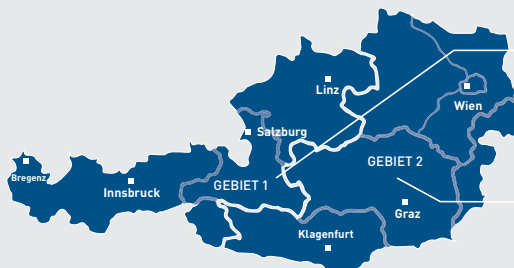 Linz
Wien
Salzburg
GEBIET 2
Bregenz
GEBIET 1
Innsbruck
Graz
Klagenfurt